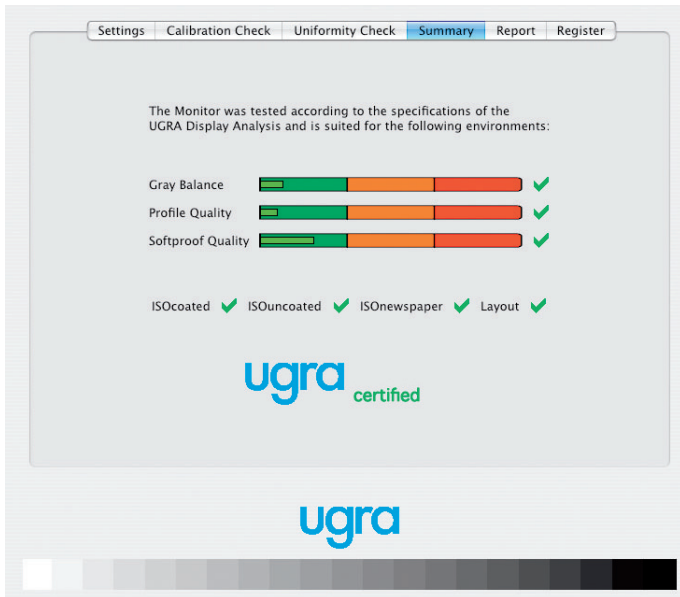 Settings Calibration Check Uniformity Check Summary Report Register
The Monitor was tested according to the specifications of the
UGRA Display Analysis and is suited for the following environments:
Gray Balance
Profile Quality
Softproof Quality
ISOcoated ISOuncoated ISOnewspaper Layout
ugra certified
ugra